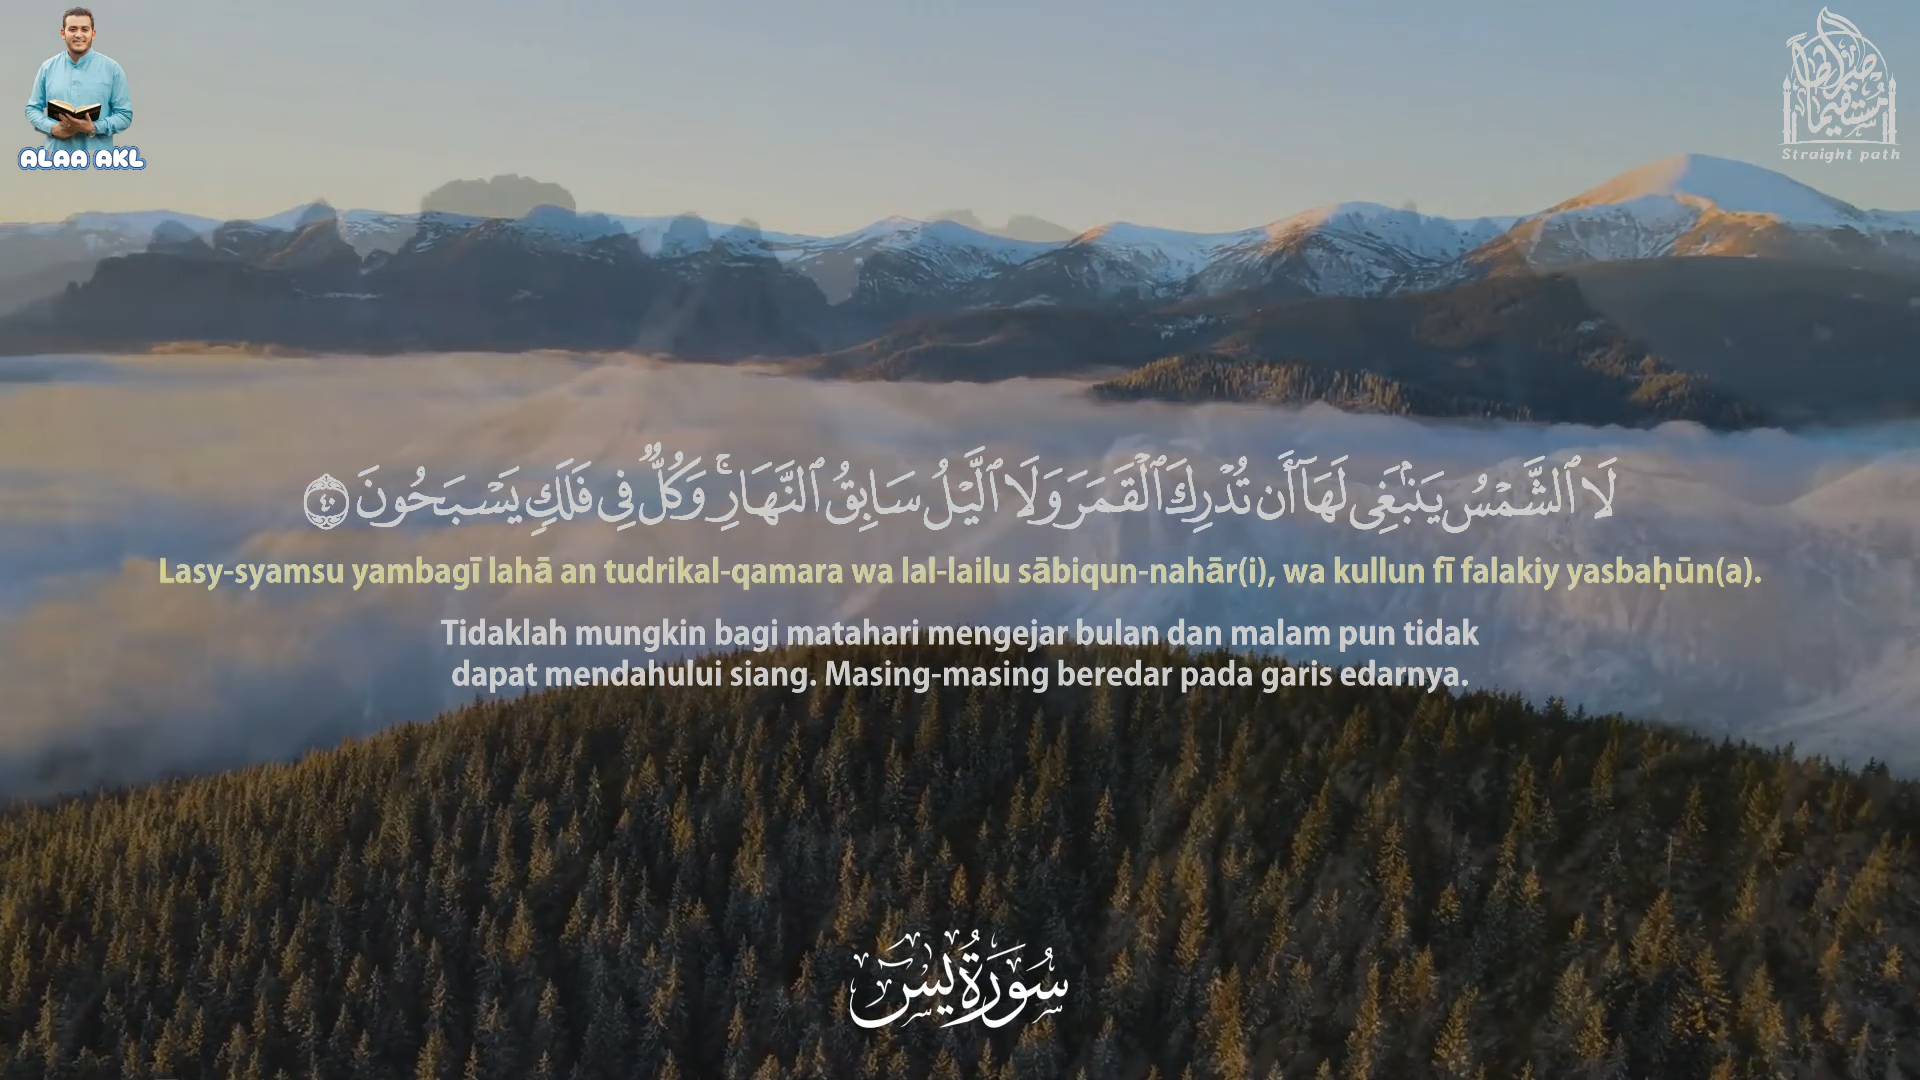 ALAA AKL
صراطا مستقيما
Straight path
لَا ٱلشَّمْسُ يَنۢبَغِى لَهَآ أَن تُدْرِكَ ٱلْقَمَرَ وَلَا ٱلَّيْلُ سَابِقُ ٱلنَّهَارِ ۚ وَكُلٌّ فِى فَلَكٍ يَسْبَحُونَ ٤٠
Lasy-syamsu yambagī lahā an tudrikal-qamara wa lal-lailu sābiqun-nahār(i), wa kullun fī falakiy yasbaḥūn(a).
Tidaklah mungkin bagi matahari mengejar bulan dan malam pun tidak
dapat mendahului siang. Masing-masing beredar pada garis edarnya.
سُورَةُ يسٓ